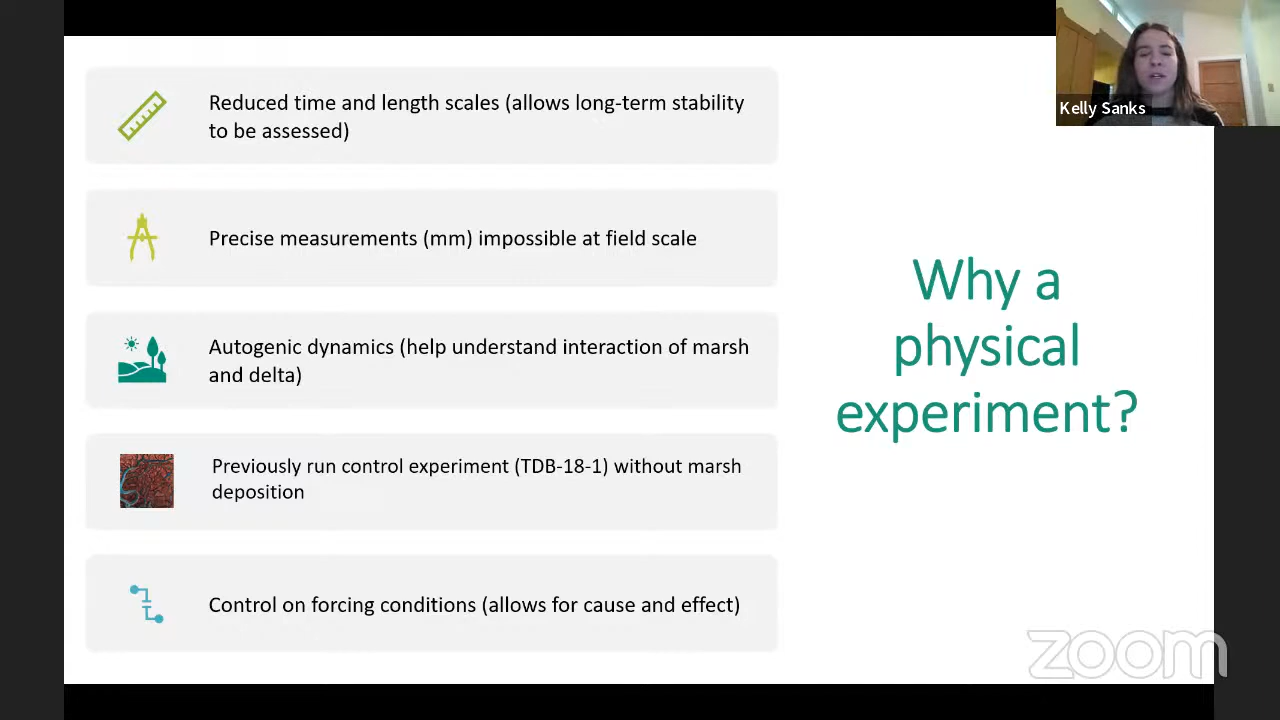 Reduced time and length scales (allows long-term stability
to be assessed)
Precise measurements (mm) impossible at field scale
Autogenic dynamics (help understand interaction of marsh
and delta)
Previously run control experiment (TDB-18-1) without marsh
deposition
Control on forcing conditions (allows for cause and effect)
Why a
physical
experiment?
Kelly Sanks
zoom